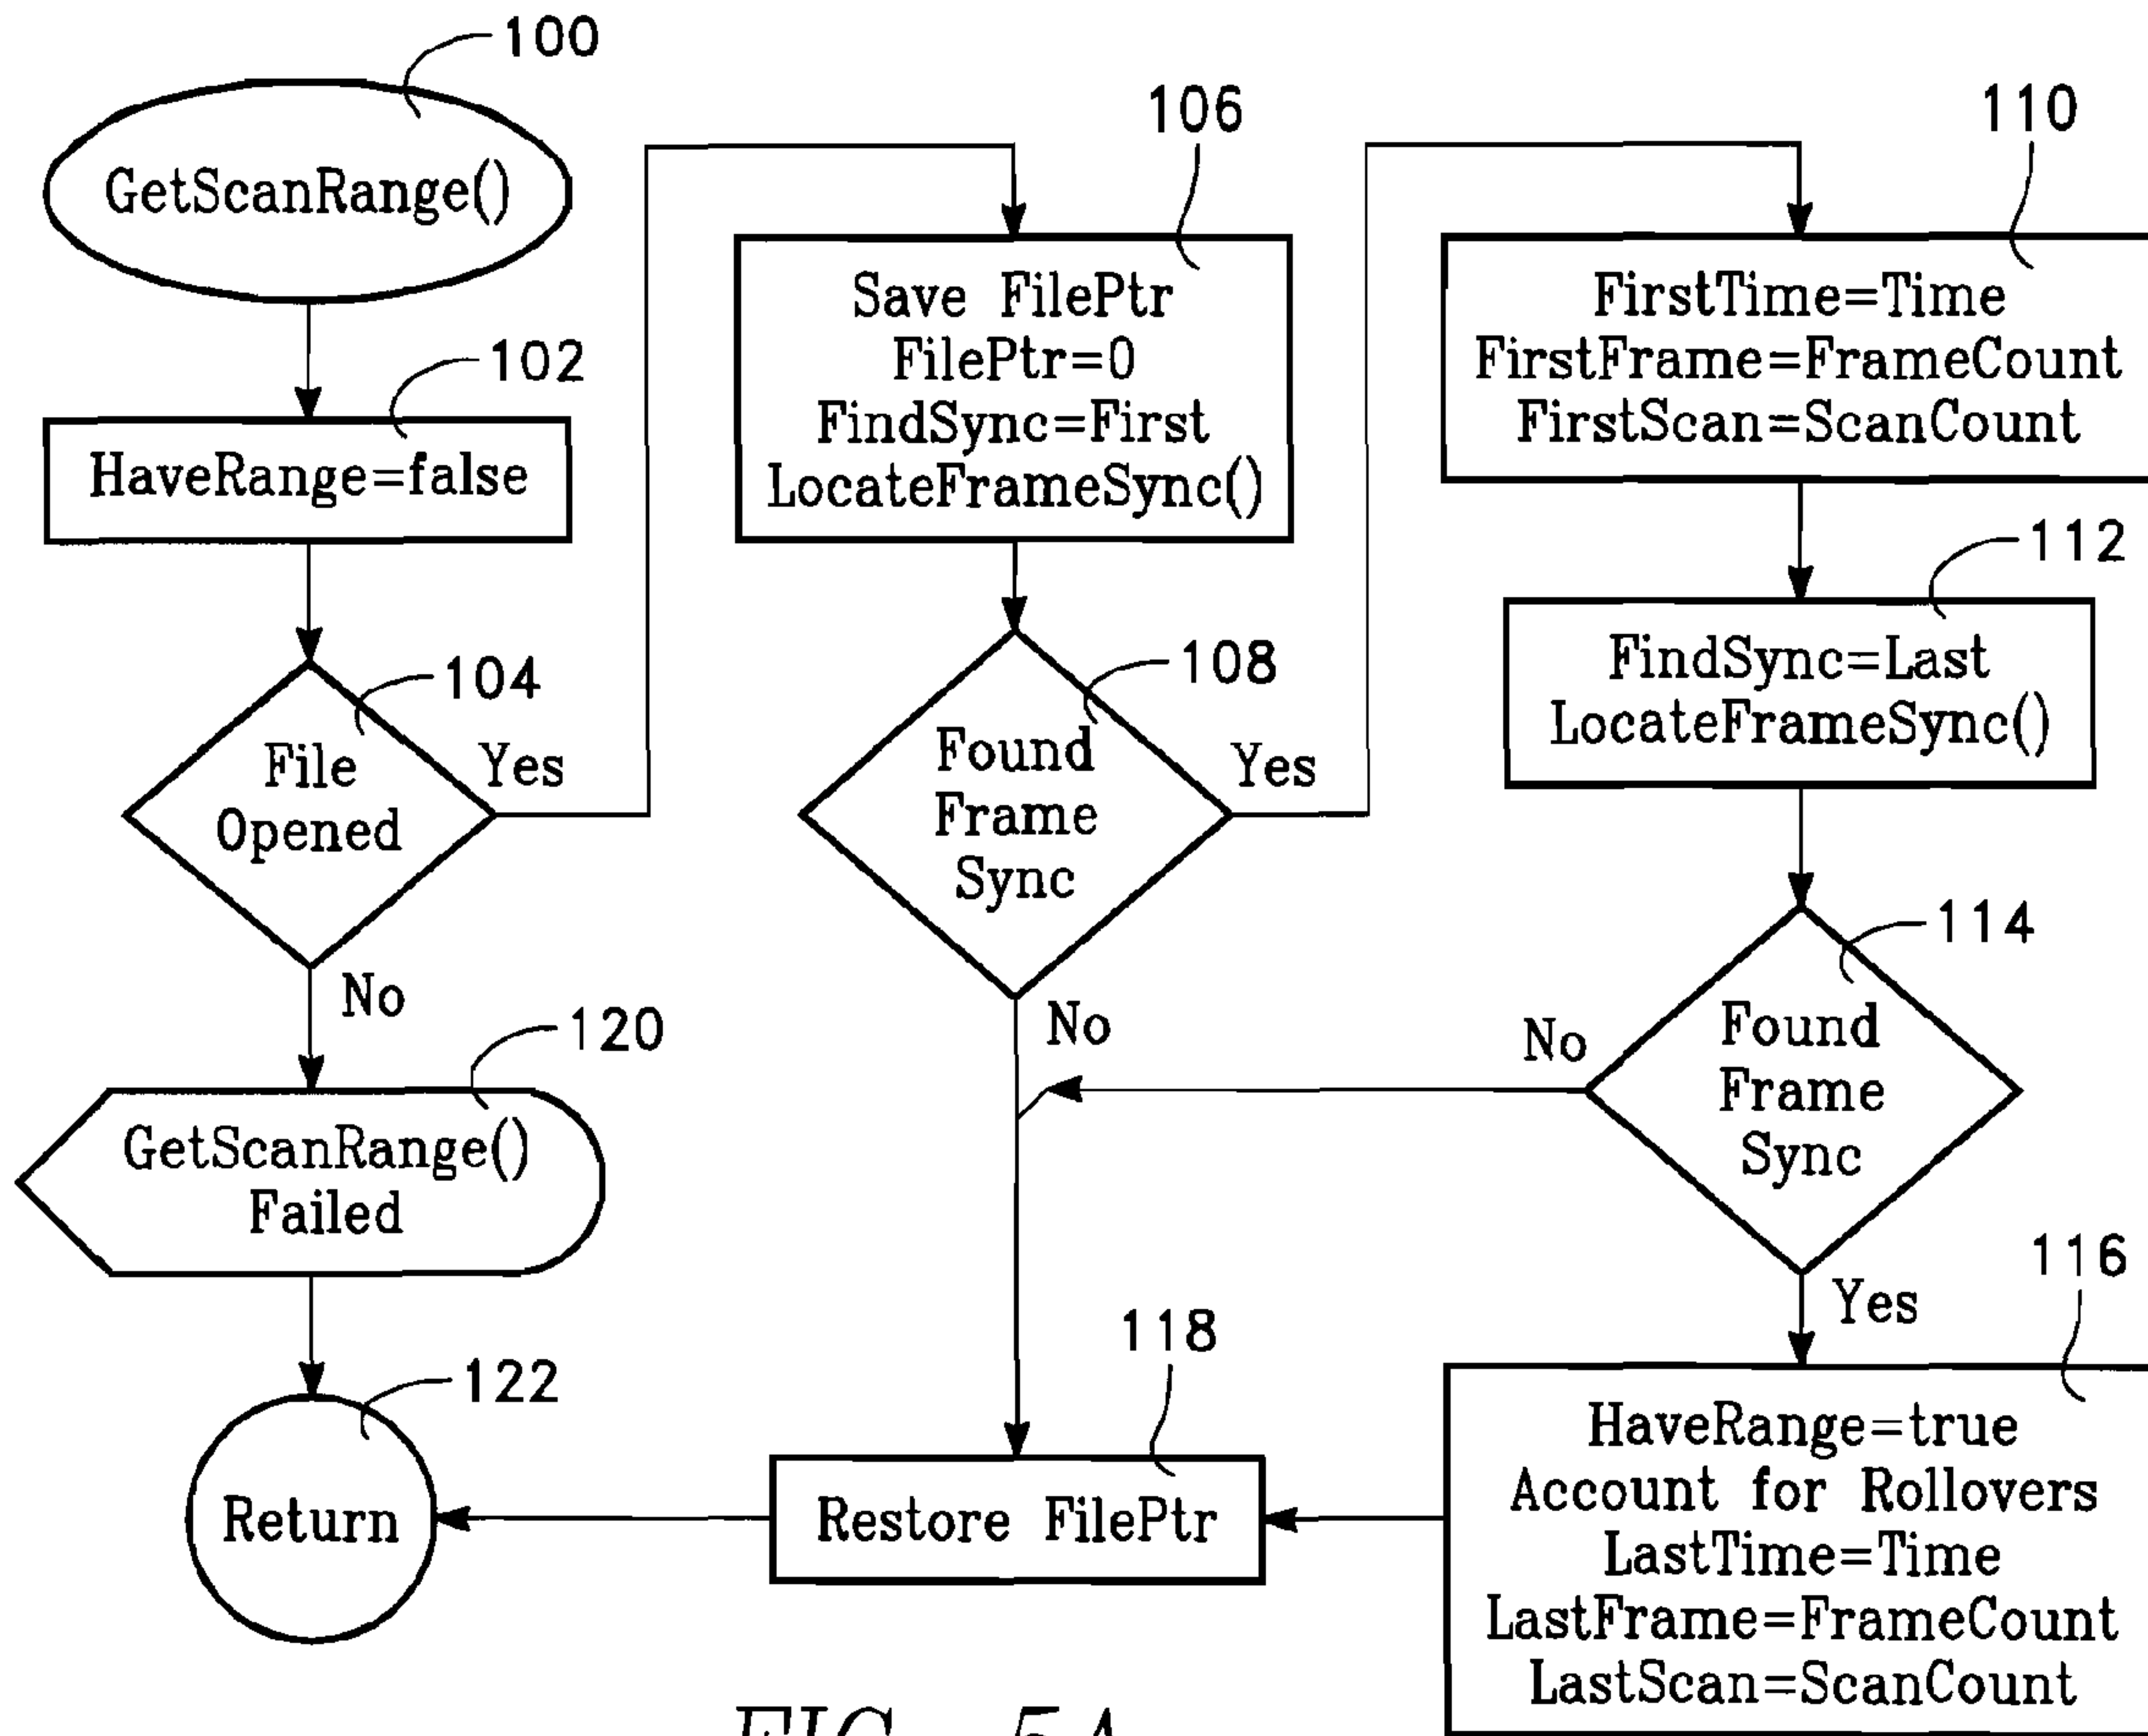 100
GetScanRange()
102
HaveRange=false
104
File
Opened
Yes
No
120
GetScanRange()
Failed
122
Return
106
Save FilePtr
FilePtr=0
FindSync=First
LocateFrameSync()
108
Found
Frame
Sync
Yes
No
118
Restore FilePtr
110
FirstTime=Time
FirstFrame=FrameCount
FirstScan=ScanCount
112
FindSync=Last
LocateFrameSync()
114
Found
Frame
Sync
No
Yes
116
HaveRange=true
Account for Rollovers
LastTime=Time
LastFrame=FrameCount
LastScan=ScanCount
FIG. 5A